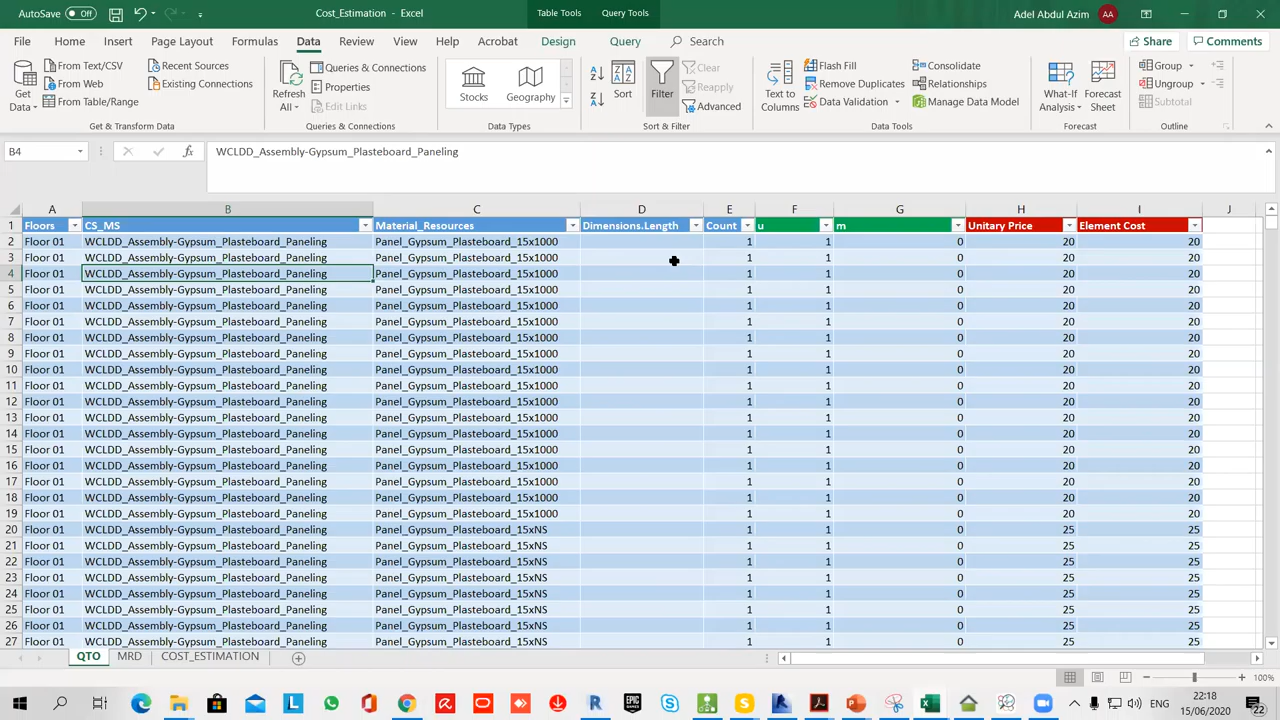 AutoSave Off
Cost_Estimation - Excel
Table Tools Query Tools
Adel Abdul Azim AA
File Home Insert Page Layout Formulas Data Review View Help Acrobat Design Query Search Share Comments
Get Data
From Text/CSV
From Web
From Table/Range
Recent Sources
Existing Connections
Get & Transform Data
Refresh All
Queries & Connections
Properties
Edit Links
Queries & Connections
Stocks Geography
Data Types
Sort Filter
Clear
Reapply
Advanced
Sort & Filter
Text to Columns
Flash Fill
Remove Duplicates
Data Validation
Consolidate
Relationships
Manage Data Model
Data Tools
What-If Analysis
Forecast Sheet
Forecast
Group
Ungroup
Subtotal
Outline
B4 fx WCLDD_Assembly-Gypsum_Plasteboard_Paneling
A B C D E F G H I J
1 Floors CS_MS Material_Resources Dimensions.Length Count u m Unitary Price Element Cost
2 Floor 01 WCLDD_Assembly-Gypsum_Plasteboard_Paneling Panel_Gypsum_Plasteboard_15x1000 1 1 0 20 20
3 Floor 01 WCLDD_Assembly-Gypsum_Plasteboard_Paneling Panel_Gypsum_Plasteboard_15x1000 1 1 0 20 20
4 Floor 01 WCLDD_Assembly-Gypsum_Plasteboard_Paneling Panel_Gypsum_Plasteboard_15x1000 1 1 0 20 20
5 Floor 01 WCLDD_Assembly-Gypsum_Plasteboard_Paneling Panel_Gypsum_Plasteboard_15x1000 1 1 0 20 20
6 Floor 01 WCLDD_Assembly-Gypsum_Plasteboard_Paneling Panel_Gypsum_Plasteboard_15x1000 1 1 0 20 20
7 Floor 01 WCLDD_Assembly-Gypsum_Plasteboard_Paneling Panel_Gypsum_Plasteboard_15x1000 1 1 0 20 20
8 Floor 01 WCLDD_Assembly-Gypsum_Plasteboard_Paneling Panel_Gypsum_Plasteboard_15x1000 1 1 0 20 20
9 Floor 01 WCLDD_Assembly-Gypsum_Plasteboard_Paneling Panel_Gypsum_Plasteboard_15x1000 1 1 0 20 20
10 Floor 01 WCLDD_Assembly-Gypsum_Plasteboard_Paneling Panel_Gypsum_Plasteboard_15x1000 1 1 0 20 20
11 Floor 01 WCLDD_Assembly-Gypsum_Plasteboard_Paneling Panel_Gypsum_Plasteboard_15x1000 1 1 0 20 20
12 Floor 01 WCLDD_Assembly-Gypsum_Plasteboard_Paneling Panel_Gypsum_Plasteboard_15x1000 1 1 0 20 20
13 Floor 01 WCLDD_Assembly-Gypsum_Plasteboard_Paneling Panel_Gypsum_Plasteboard_15x1000 1 1 0 20 20
14 Floor 01 WCLDD_Assembly-Gypsum_Plasteboard_Paneling Panel_Gypsum_Plasteboard_15x1000 1 1 0 20 20
15 Floor 01 WCLDD_Assembly-Gypsum_Plasteboard_Paneling Panel_Gypsum_Plasteboard_15x1000 1 1 0 20 20
16 Floor 01 WCLDD_Assembly-Gypsum_Plasteboard_Paneling Panel_Gypsum_Plasteboard_15x1000 1 1 0 20 20
17 Floor 01 WCLDD_Assembly-Gypsum_Plasteboard_Paneling Panel_Gypsum_Plasteboard_15x1000 1 1 0 20 20
18 Floor 01 WCLDD_Assembly-Gypsum_Plasteboard_Paneling Panel_Gypsum_Plasteboard_15x1000 1 1 0 20 20
19 Floor 01 WCLDD_Assembly-Gypsum_Plasteboard_Paneling Panel_Gypsum_Plasteboard_15x1000 1 1 0 20 20
20 Floor 01 WCLDD_Assembly-Gypsum_Plasteboard_Paneling Panel_Gypsum_Plasteboard_15xNS 1 1 0 25 25
21 Floor 01 WCLDD_Assembly-Gypsum_Plasteboard_Paneling Panel_Gypsum_Plasteboard_15xNS 1 1 0 25 25
22 Floor 01 WCLDD_Assembly-Gypsum_Plasteboard_Paneling Panel_Gypsum_Plasteboard_15xNS 1 1 0 25 25
23 Floor 01 WCLDD_Assembly-Gypsum_Plasteboard_Paneling Panel_Gypsum_Plasteboard_15xNS 1 1 0 25 25
24 Floor 01 WCLDD_Assembly-Gypsum_Plasteboard_Paneling Panel_Gypsum_Plasteboard_15xNS 1 1 0 25 25
25 Floor 01 WCLDD_Assembly-Gypsum_Plasteboard_Paneling Panel_Gypsum_Plasteboard_15xNS 1 1 0 25 25
26 Floor 01 WCLDD_Assembly-Gypsum_Plasteboard_Paneling Panel_Gypsum_Plasteboard_15xNS 1 1 0 25 25
27 Floor 01 WCLDD_Assembly-Gypsum_Plasteboard_Paneling Panel_Gypsum_Plasteboard_15xNS 1 1 0 25 25
QTO MRD COST_ESTIMATION
100%
ENG
22:18
15/06/2020
22